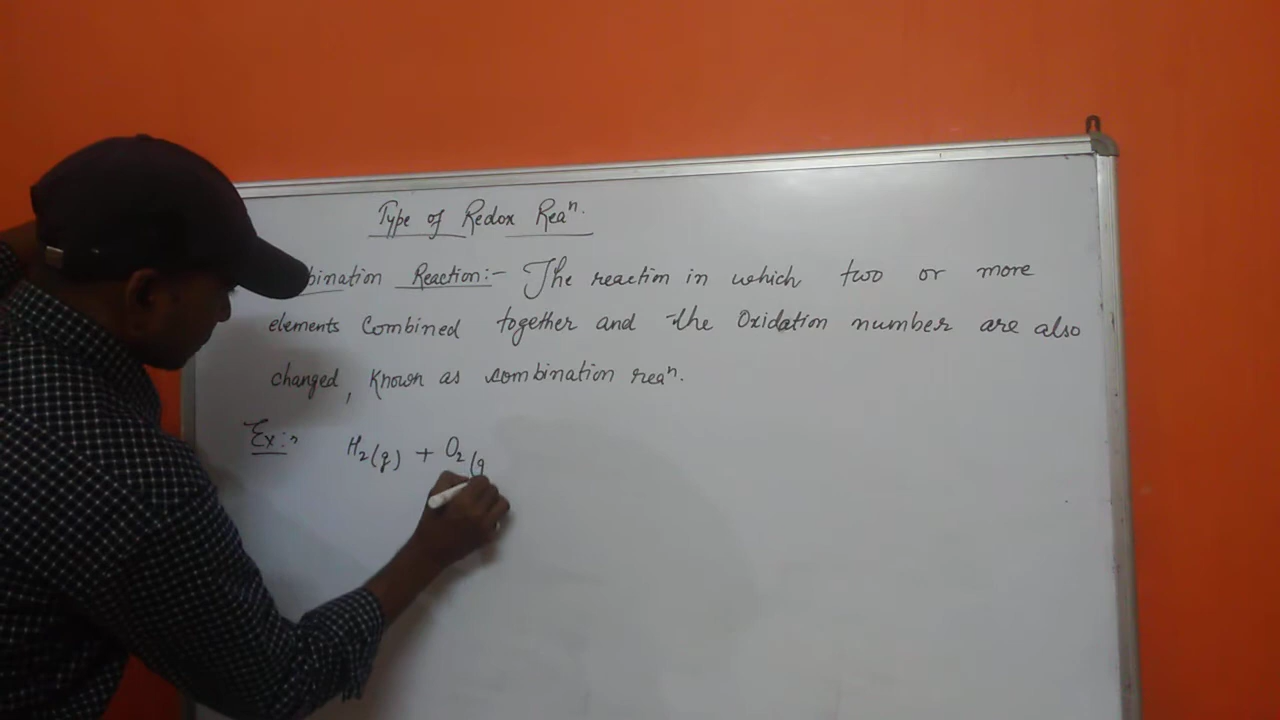 Type of Redox Reaⁿ.
bination Reaction:- The reaction in which two or more
elements Combined together and the Oxidation number are also
changed, Known as combination reaⁿ.
Ex:- H₂(g) + O₂(g